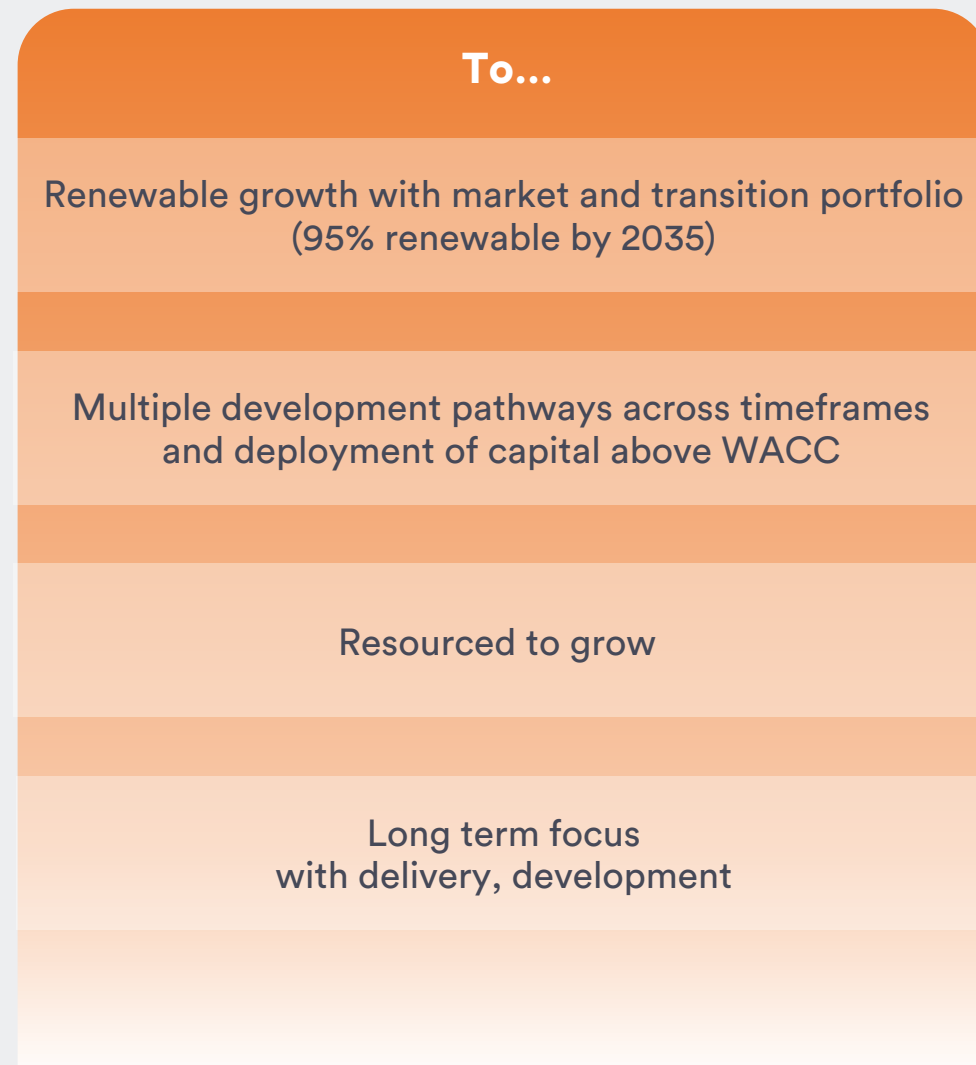 To...
Renewable growth with market and transition portfolio
(95% renewable by 2035)
Multiple development pathways across timeframes
and deployment of capital above WACC
Resourced to grow
Long term focus
with delivery, development